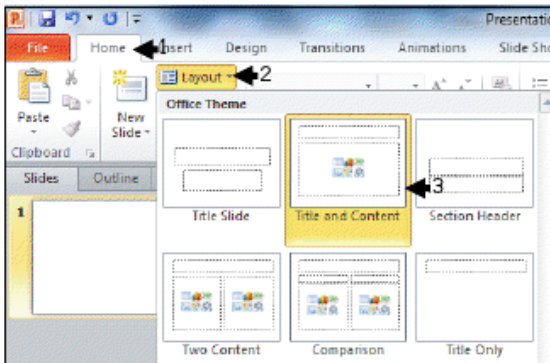 Presentatio
File Home 1 Insert Design Transitions Animations Slide Sho
Layout 2
Paste
New
Slide
Office Theme
Clipboard
Slides Outline
1
3
Title Slide Title and Content Section Header
Two Content Comparison Title Only